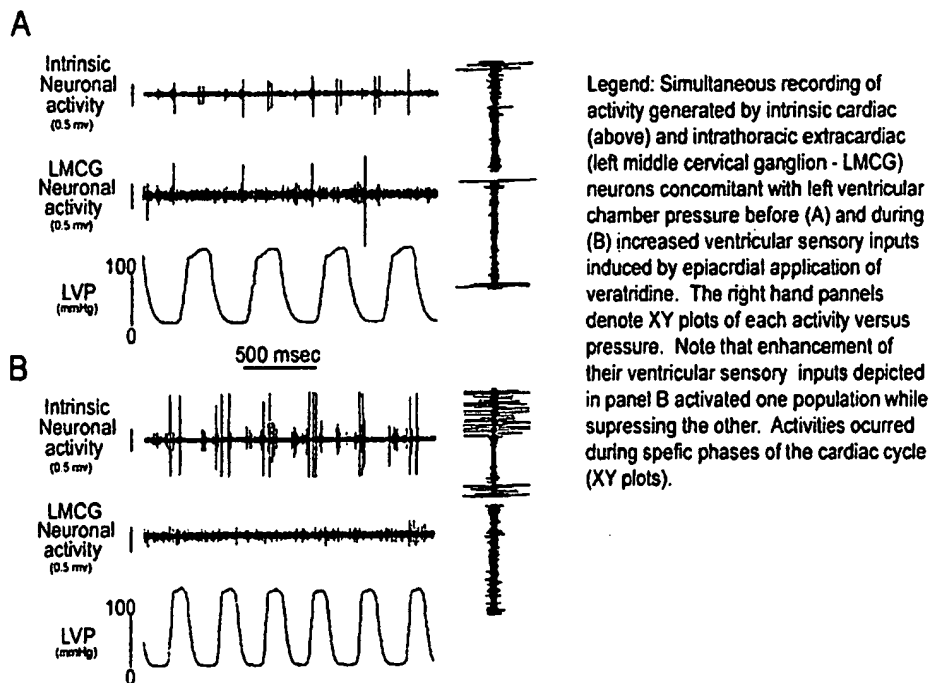 A
Intrinsic
Neuronal
activity
(0.5 mv)
LMCG
Neuronal
activity
(0.5 mv)
100
LVP
(mmHg)
0
500 msec
B
Intrinsic
Neuronal
activity
(0.5 mv)
LMCG
Neuronal
activity
(0.5 mv)
100
LVP
(mmHg)
0
Legend: Simultaneous recording of
activity generated by intrinsic cardiac
(above) and intrathoracic extracardiac
(left middle cervical ganglion - LMCG)
neurons concomitant with left ventricular
chamber pressure before (A) and during
(B) increased ventricular sensory inputs
induced by epiacrdial application of
veratridine. The right hand pannels
denote XY plots of each activity versus
pressure. Note that enhancement of
their ventricular sensory inputs depicted
in panel B activated one population while
supressing the other. Activities ocurred
during spefic phases of the cardiac cycle
(XY plots).